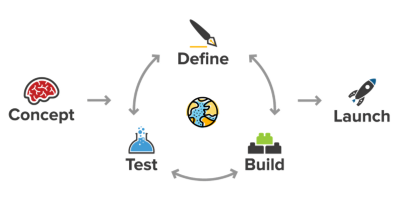 Define
Concept
Launch
Test
Build